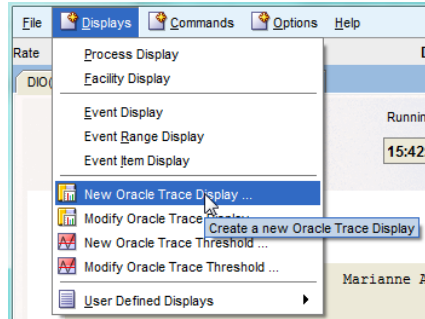 File Displays Commands Options Help
Rate
DIO(
Process Display
Facility Display
Runnin
Event Display
15:42
Event Range Display
Event Item Display
New Oracle Trace Display ...
Modify Oracle Trace Display ...
Create a new Oracle Trace Display
New Oracle Trace Threshold ...
Modify Oracle Trace Threshold ...
Marianne A
User Defined Displays